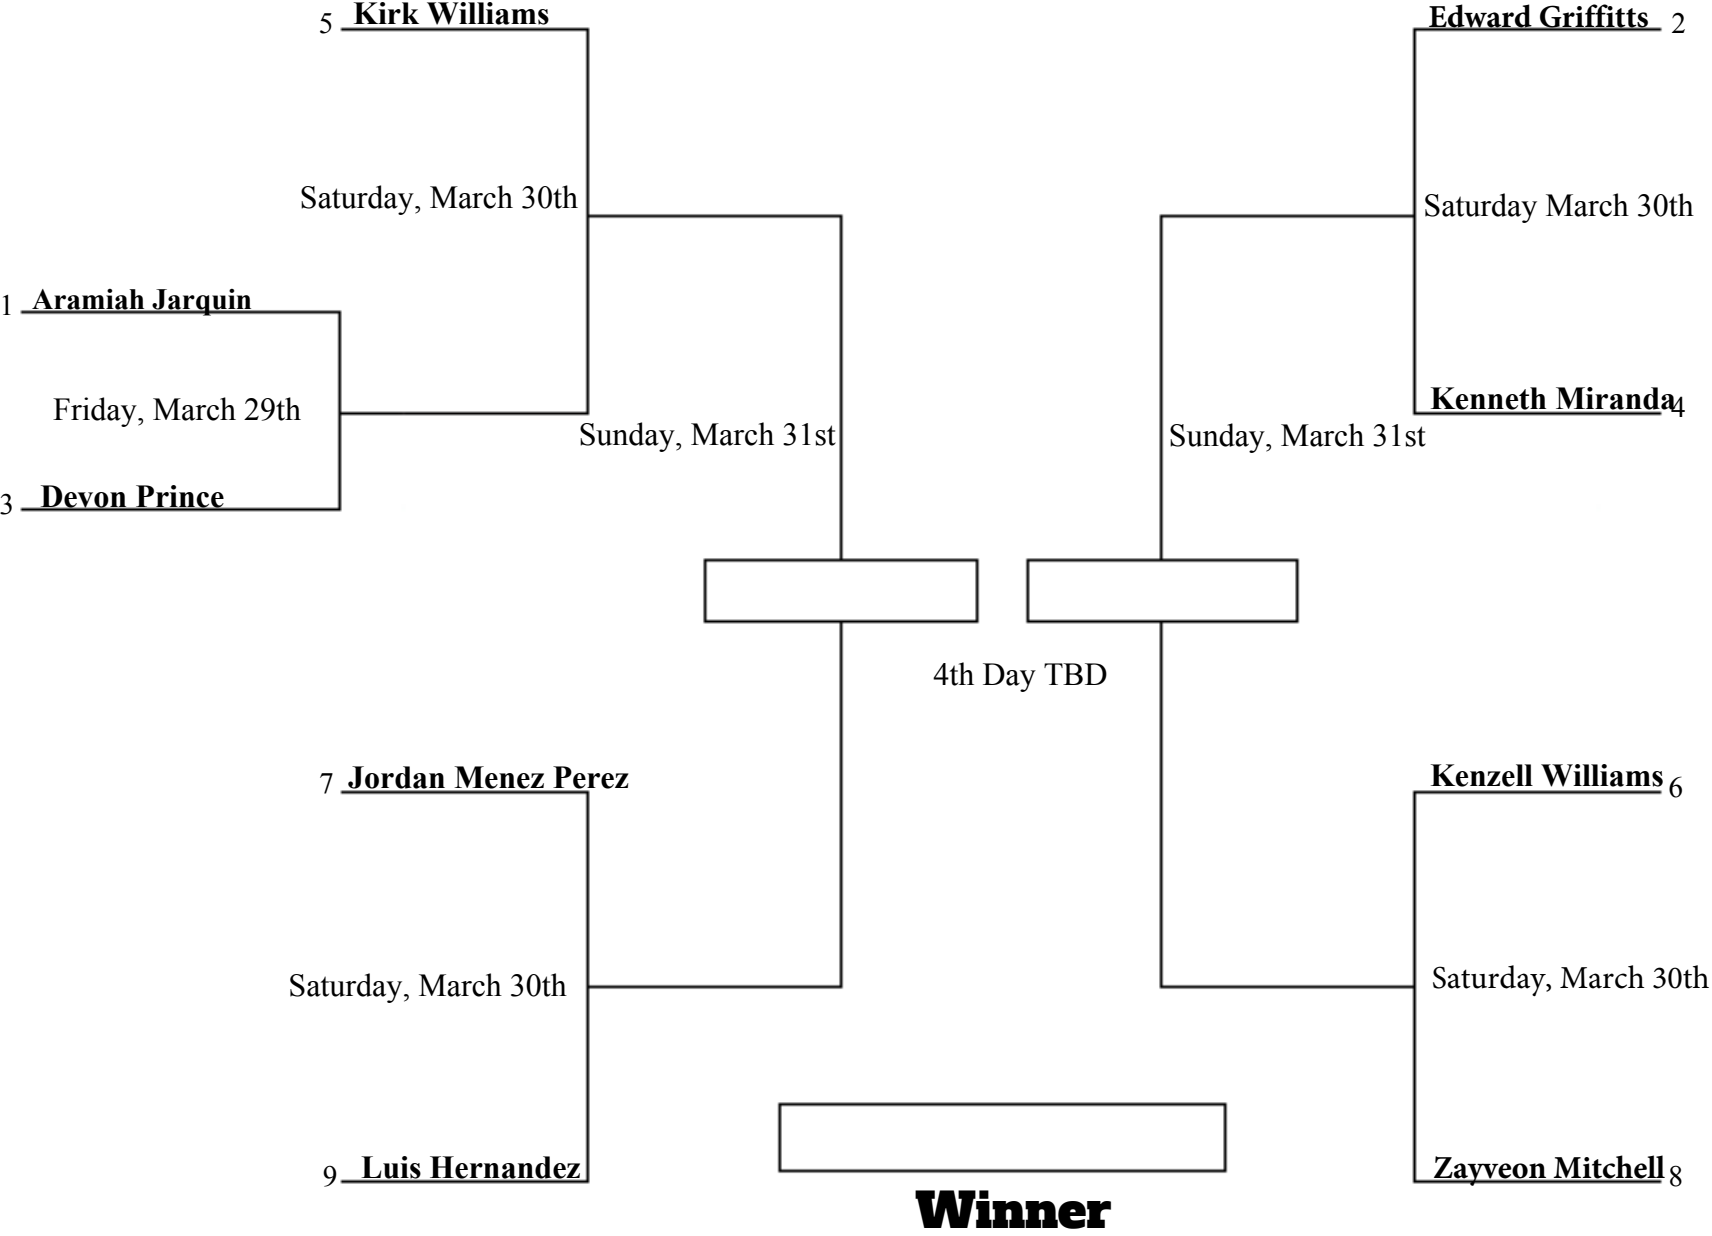 5 Kirk Williams
Edward Griffitts 2
Saturday, March 30th
Saturday March 30th
1 Aramiah Jarquin
Friday, March 29th
Kenneth Miranda 4
Sunday, March 31st
Sunday, March 31st
3 Devon Prince
4th Day TBD
7 Jordan Menez Perez
Kenzell Williams 6
Saturday, March 30th
Saturday, March 30th
9 Luis Hernandez
Zayveon Mitchell 8
Winner